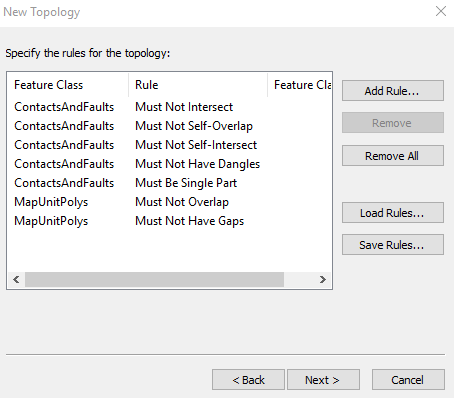 New Topology
Specify the rules for the topology:
Feature Class Rule Feature Cla
ContactsAndFaults Must Not Intersect
ContactsAndFaults Must Not Self-Overlap
ContactsAndFaults Must Not Self-Intersect
ContactsAndFaults Must Not Have Dangles
ContactsAndFaults Must Be Single Part
MapUnitPolys Must Not Overlap
MapUnitPolys Must Not Have Gaps
Add Rule...
Remove
Remove All
Load Rules...
Save Rules...
< Back Next > Cancel